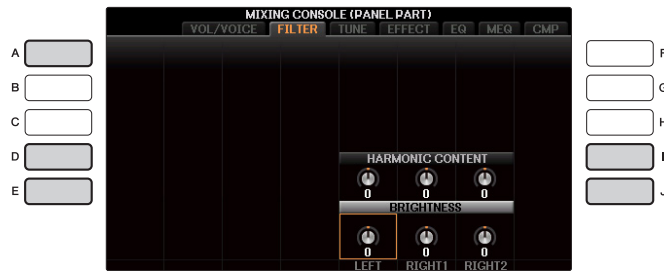 MIXING CONSOLE (PANEL PART)
VOL/VOICE FILTER TUNE EFFECT EQ MEQ CMP
A
B
C
D
E
F
G
H
I
J
HARMONIC CONTENT
0 0 0
BRIGHTNESS
0 0 0
LEFT RIGHT1 RIGHT2